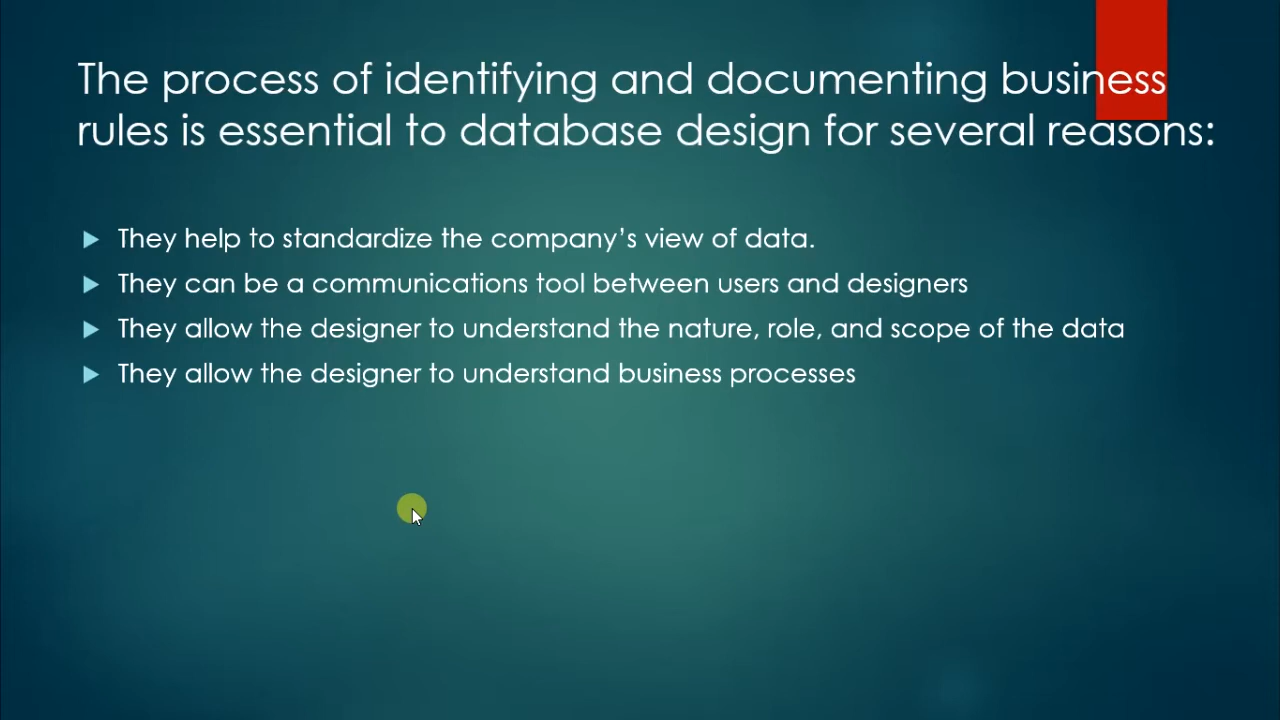 The process of identifying and documenting business
rules is essential to database design for several reasons:
They help to standardize the company’s view of data.
They can be a communications tool between users and designers
They allow the designer to understand the nature, role, and scope of the data
They allow the designer to understand business processes